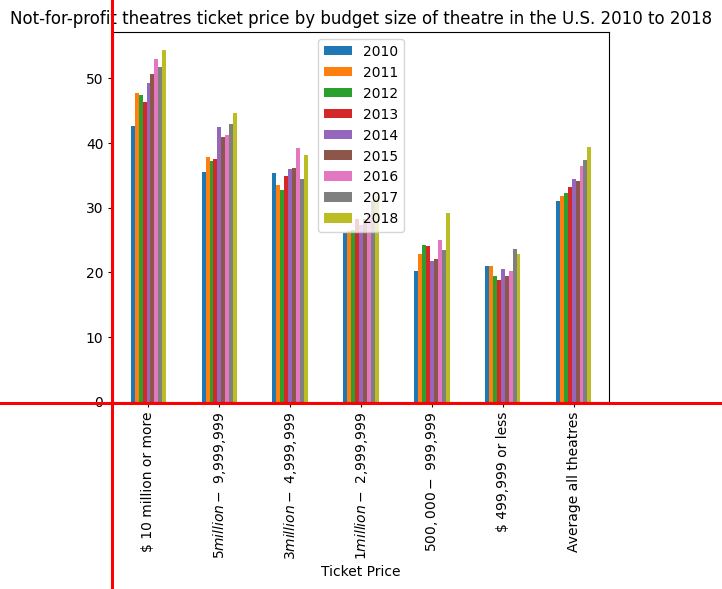 Not-for-profit theatres ticket price by budget size of theatre in the U.S. 2010 to 2018
50
40
30
20
10
0
2010
2011
2012
2013
2014
2015
2016
2017
2018
$ 10 million or more
5million- 9,999,999
3million- 4,999,999
1million- 2,999,999
500,000- 999,999
$ 499,999 or less
Average all theatres
Ticket Price